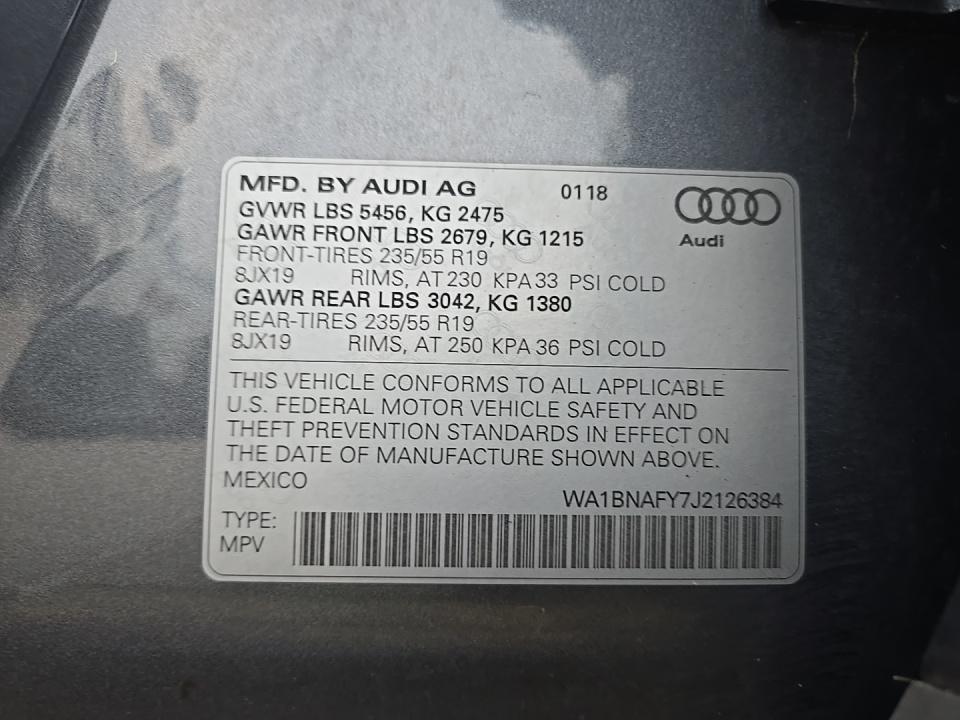 MFD. BY AUDI AG 0118
GVWR LBS 5456, KG 2475
GAWR FRONT LBS 2679, KG 1215
Audi
FRONT-TIRES 235/55 R19
8JX19 RIMS, AT 230 KPA 33 PSI COLD
GAWR REAR LBS 3042, KG 1380
REAR-TIRES 235/55 R19
8JX19 RIMS, AT 250 KPA 36 PSI COLD
THIS VEHICLE CONFORMS TO ALL APPLICABLE
U.S. FEDERAL MOTOR VEHICLE SAFETY AND
THEFT PREVENTION STANDARDS IN EFFECT ON
THE DATE OF MANUFACTURE SHOWN ABOVE.
MEXICO
WA1BNAFY7J2126384
TYPE:
MPV